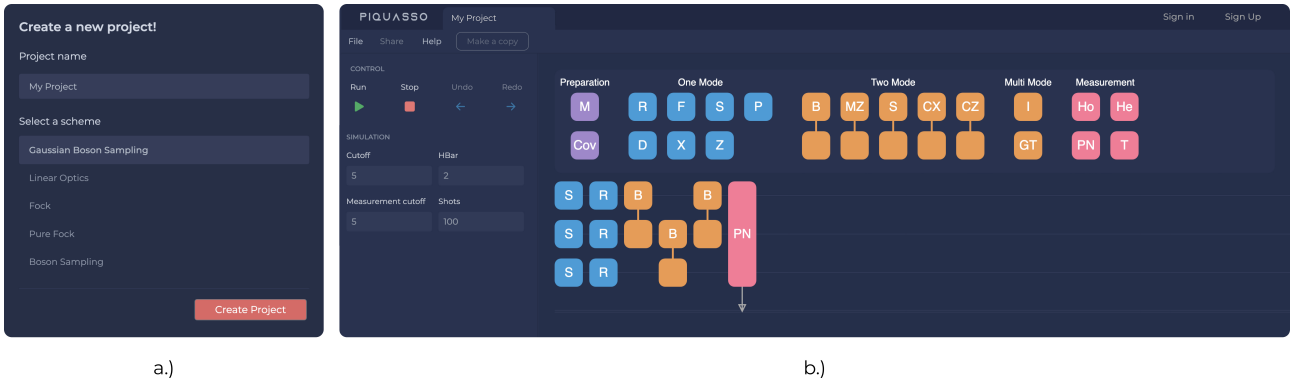 Create a new project!
Project name
My Project
Select a scheme
Gaussian Boson Sampling
Linear Optics
Fock
Pure Fock
Boson Sampling
Create Project
a.)
PIQUASSO My Project Sign in Sign Up
File Share Help Make a copy
CONTROL
Run Stop Undo Redo
SIMULATION
Cutoff HBar
5 2
Measurement cutoff Shots
5 100
Preparation One Mode Two Mode Multi Mode Measurement
M R F S P B MZ S CX CZ I Ho He
Cov D X Z GT PN T
S R B B
S R B PN
S R
b.)